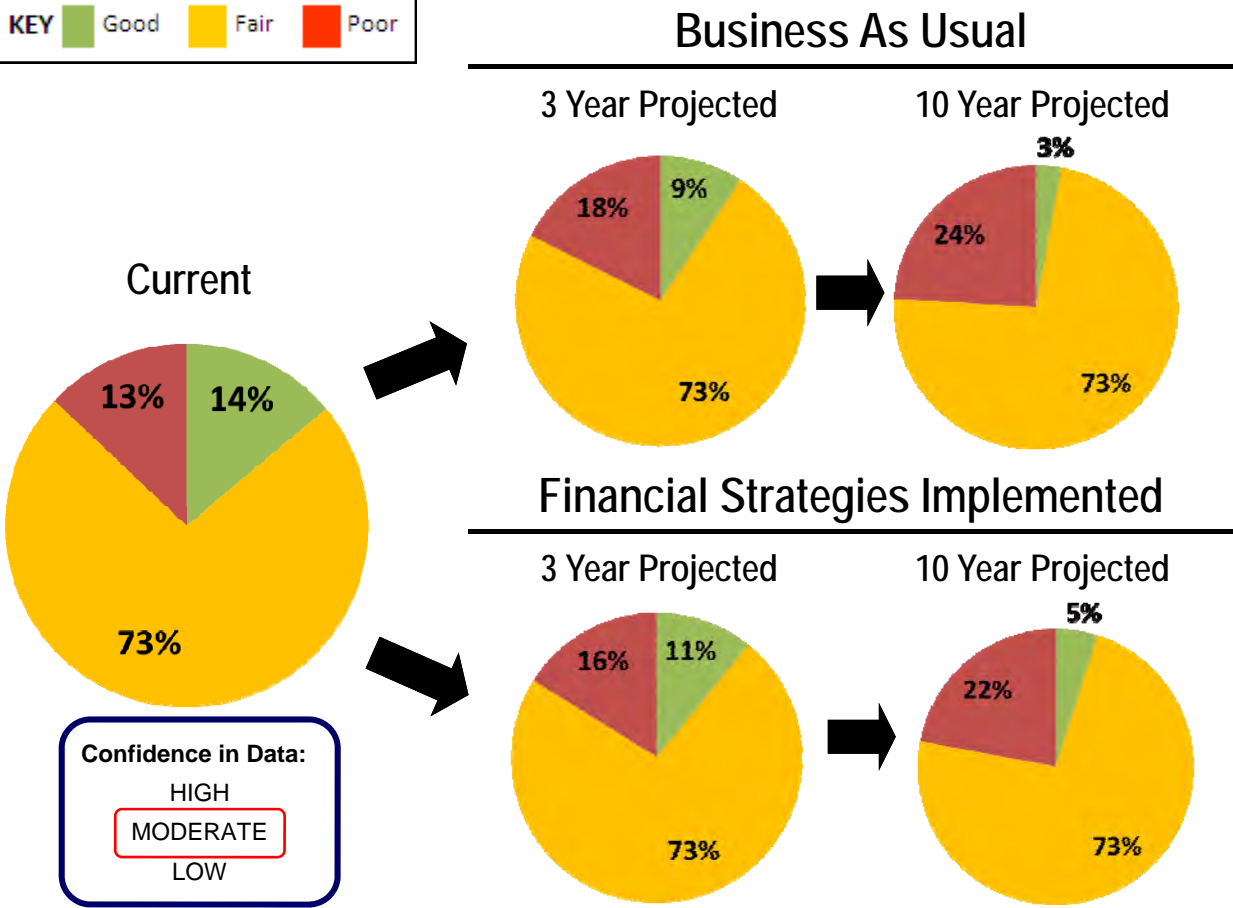 KEY Good Fair Poor
Business As Usual
3 Year Projected
10 Year Projected
18%
9%
73%
3%
24%
73%
Current
13%
14%
73%
Financial Strategies Implemented
3 Year Projected
10 Year Projected
16%
11%
73%
5%
22%
73%
Confidence in Data:
HIGH
MODERATE
LOW